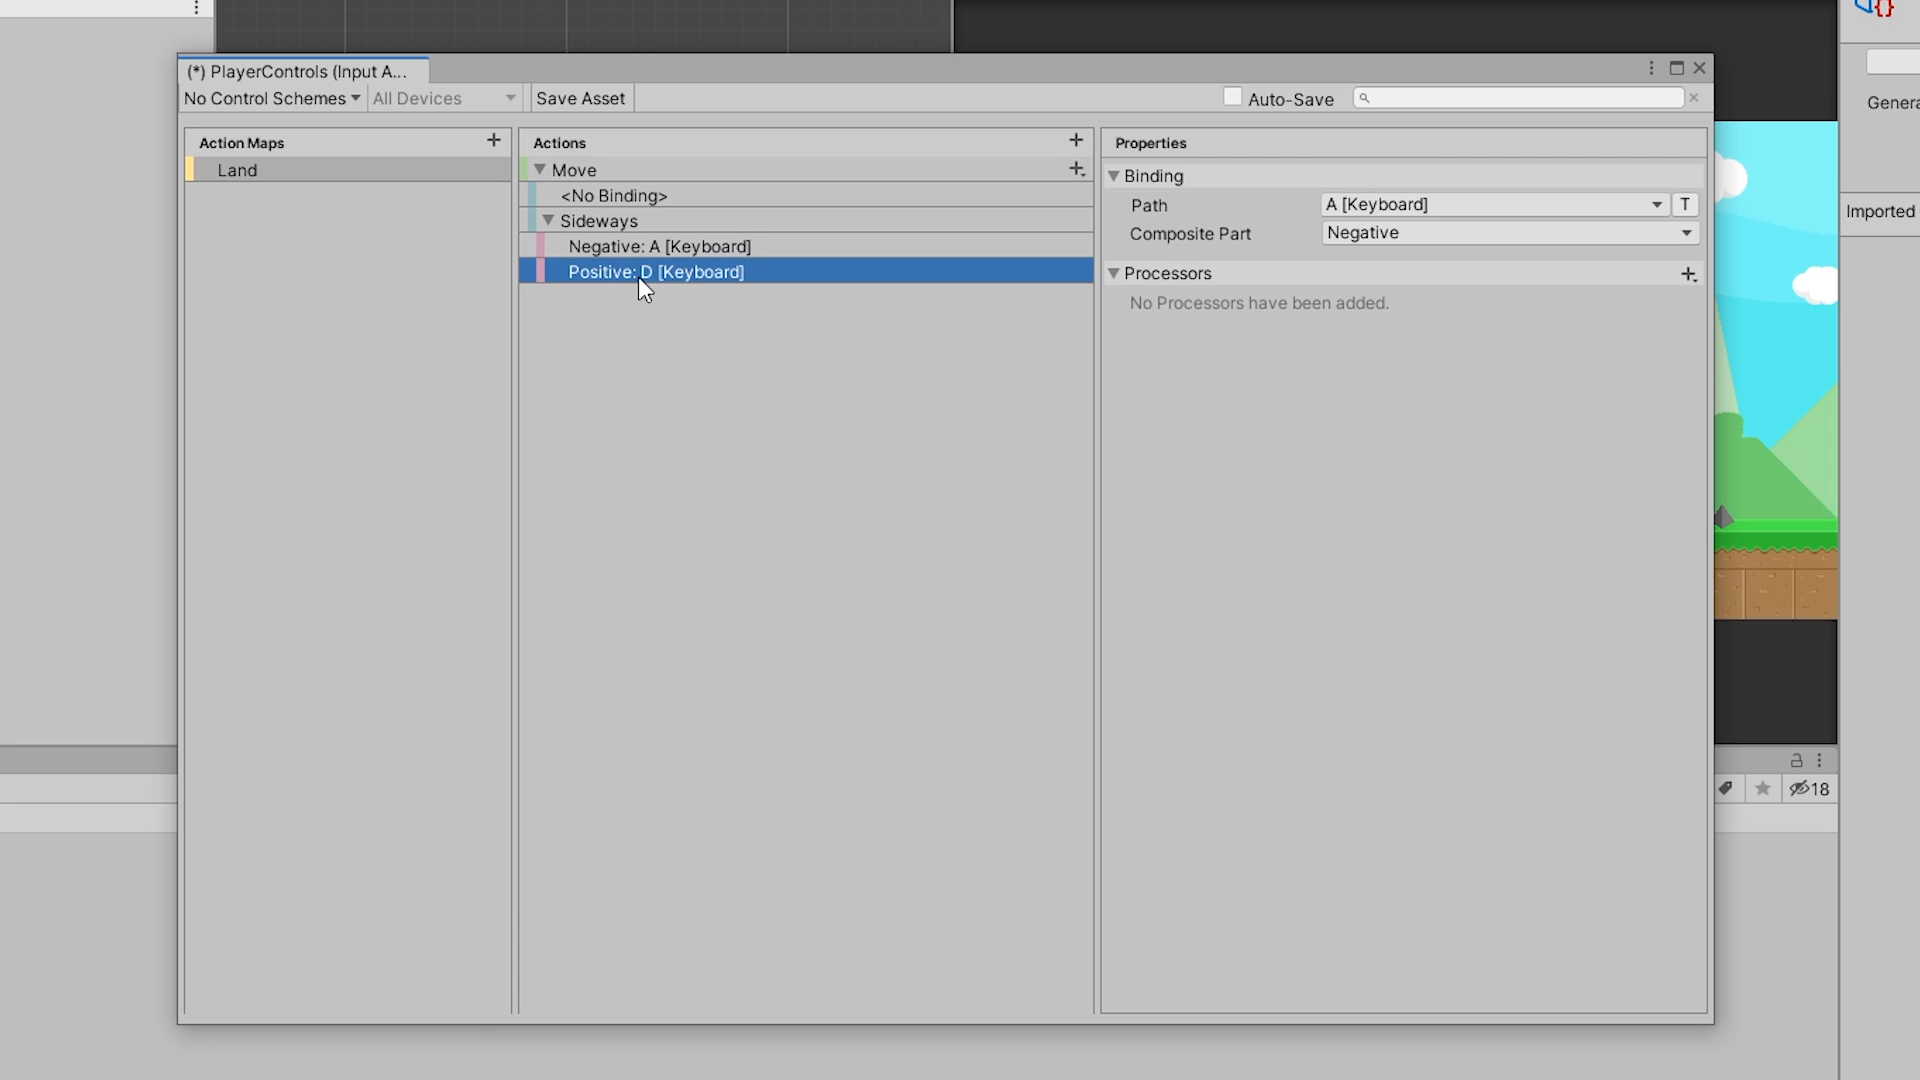 (*) PlayerControls (Input A...
No Control Schemes
All Devices
Save Asset
Auto-Save
Action Maps
Land
Actions
Move
<No Binding>
Sideways
Negative: A [Keyboard]
Positive: D [Keyboard]
Properties
Binding
Path
A [Keyboard]
T
Composite Part
Negative
Processors
No Processors have been added.
Genera
Imported
18